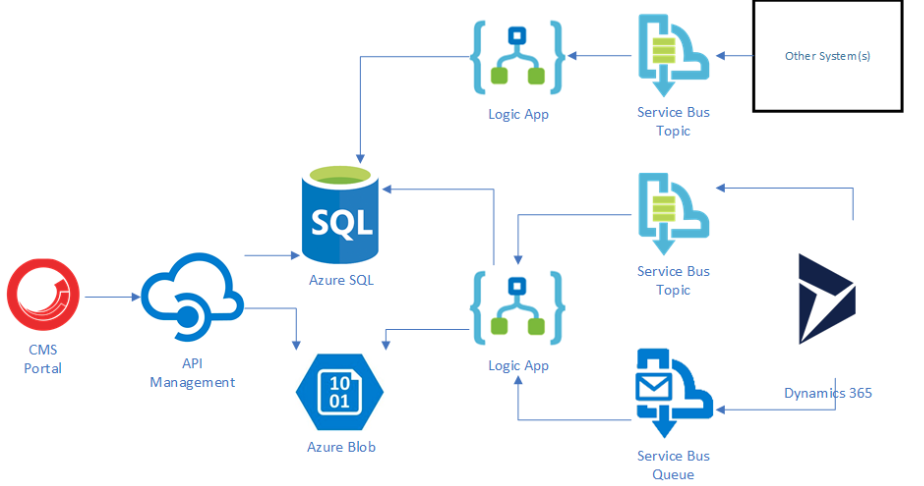 Other System(s)
Logic App
Service Bus
Topic
SQL
Azure SQL
Service Bus
Topic
CMS
Portal
API
Management
Logic App
Dynamics 365
10
01
Azure Blob
Service Bus
Queue